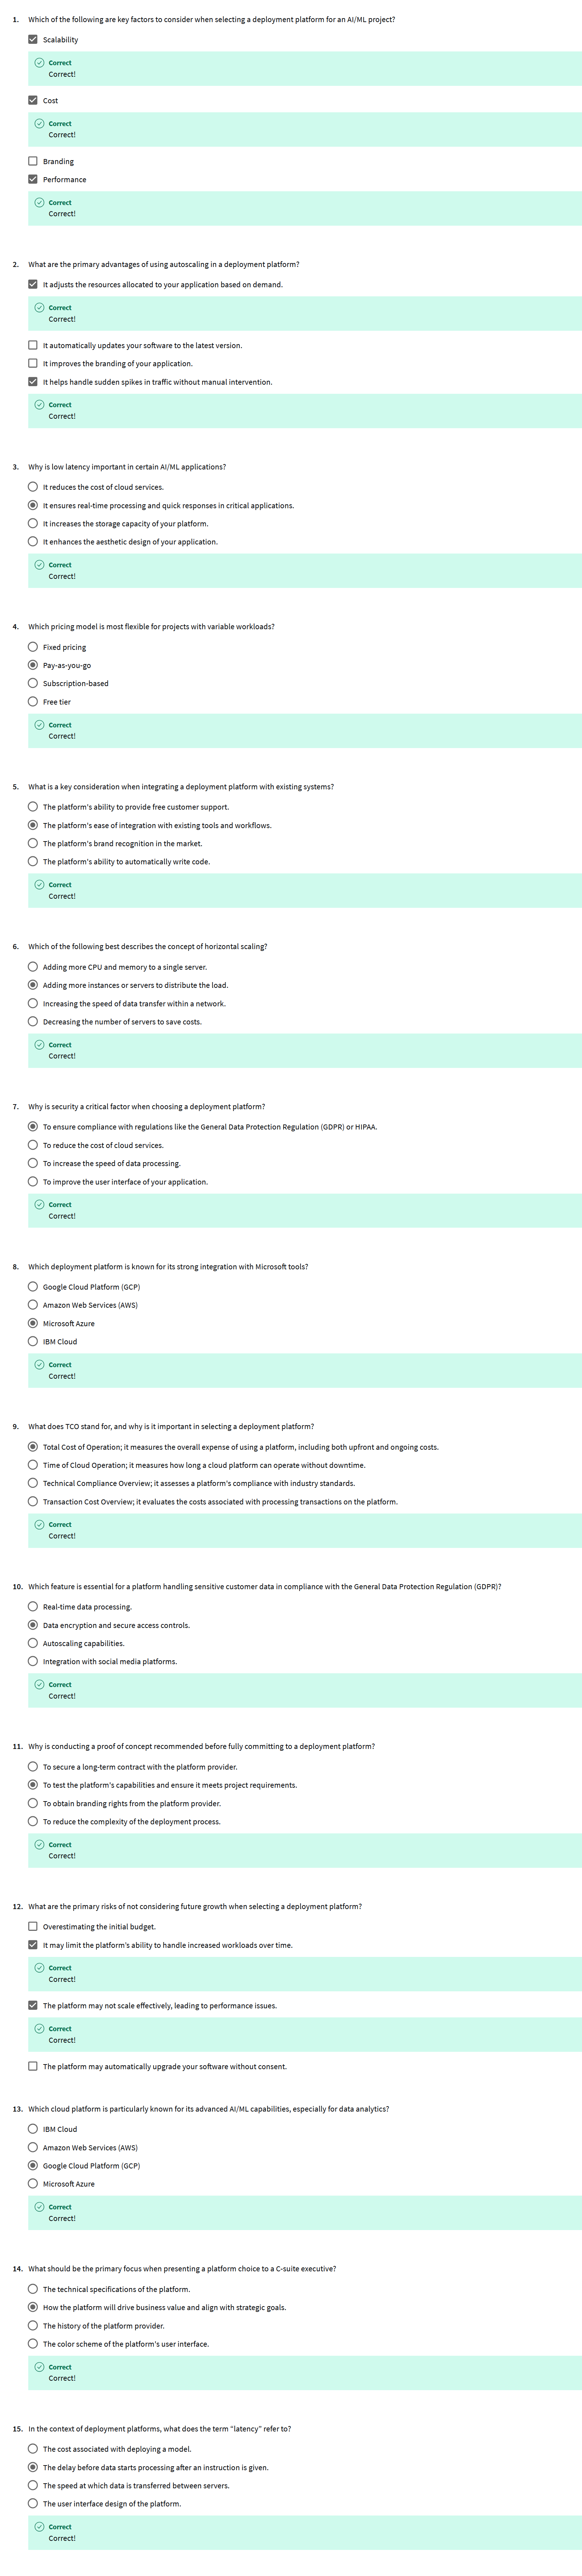 1. Which of the following are key factors to consider when selecting a deployment platform for an AI/ML project?
Scalability
Correct
Correct!
Cost
Correct
Correct!
Branding
Performance
Correct
Correct!
2. What are the primary advantages of using autoscaling in a deployment platform?
It adjusts the resources allocated to your application based on demand.
Correct
Correct!
It automatically updates your software to the latest version.
It improves the branding of your application.
It helps handle sudden spikes in traffic without manual intervention.
Correct
Correct!
3. Why is low latency important in certain AI/ML applications?
It reduces the cost of cloud services.
It ensures real-time processing and quick responses in critical applications.
It increases the storage capacity of your platform.
It enhances the aesthetic design of your application.
Correct
Correct!
4. Which pricing model is most flexible for projects with variable workloads?
Fixed pricing
Pay-as-you-go
Subscription-based
Free tier
Correct
Correct!
5. What is a key consideration when integrating a deployment platform with existing systems?
The platform's ability to provide free customer support.
The platform's ease of integration with existing tools and workflows.
The platform's brand recognition in the market.
The platform's ability to automatically write code.
Correct
Correct!
6. Which of the following best describes the concept of horizontal scaling?
Adding more CPU and memory to a single server.
Adding more instances or servers to distribute the load.
Increasing the speed of data transfer within a network.
Decreasing the number of servers to save costs.
Correct
Correct!
7. Why is security a critical factor when choosing a deployment platform?
To ensure compliance with regulations like the General Data Protection Regulation (GDPR) or HIPAA.
To reduce the cost of cloud services.
To increase the speed of data processing.
To improve the user interface of your application.
Correct
Correct!
8. Which deployment platform is known for its strong integration with Microsoft tools?
Google Cloud Platform (GCP)
Amazon Web Services (AWS)
Microsoft Azure
IBM Cloud
Correct
Correct!
9. What does TCO stand for, and why is it important in selecting a deployment platform?
Total Cost of Operation; it measures the overall expense of using a platform, including both upfront and ongoing costs.
Time of Cloud Operation; it measures how long a cloud platform can operate without downtime.
Technical Compliance Overview; it assesses a platform's compliance with industry standards.
Transaction Cost Overview; it evaluates the costs associated with processing transactions on the platform.
Correct
Correct!
10. Which feature is essential for a platform handling sensitive customer data in compliance with the General Data Protection Regulation (GDPR)?
Real-time data processing.
Data encryption and secure access controls.
Autoscaling capabilities.
Integration with social media platforms.
Correct
Correct!
11. Why is conducting a proof of concept recommended before fully committing to a deployment platform?
To secure a long-term contract with the platform provider.
To test the platform's capabilities and ensure it meets project requirements.
To obtain branding rights from the platform provider.
To reduce the complexity of the deployment process.
Correct
Correct!
12. What are the primary risks of not considering future growth when selecting a deployment platform?
Overestimating the initial budget.
It may limit the platform's ability to handle increased workloads over time.
Correct
Correct!
The platform may not scale effectively, leading to performance issues.
Correct
Correct!
The platform may automatically upgrade your software without consent.
13. Which cloud platform is particularly known for its advanced AI/ML capabilities, especially for data analytics?
IBM Cloud
Amazon Web Services (AWS)
Google Cloud Platform (GCP)
Microsoft Azure
Correct
Correct!
14. What should be the primary focus when presenting a platform choice to a C-suite executive?
The technical specifications of the platform.
How the platform will drive business value and align with strategic goals.
The history of the platform provider.
The color scheme of the platform's user interface.
Correct
Correct!
15. In the context of deployment platforms, what does the term "latency" refer to?
The cost associated with deploying a model.
The delay before data starts processing after an instruction is given.
The speed at which data is transferred between servers.
The user interface design of the platform.
Correct
Correct!